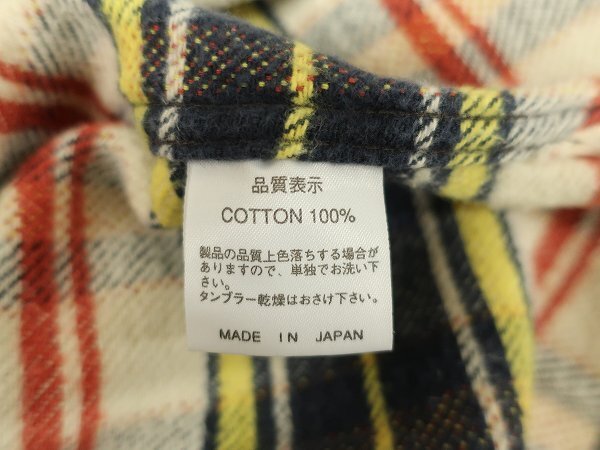 品質表示
COTTON 100%
製品の品質上色落ちする場合が
ありますので、単独でお洗い下
さい。
タンブラー乾燥はおさけ下さい。
MADE IN JAPAN